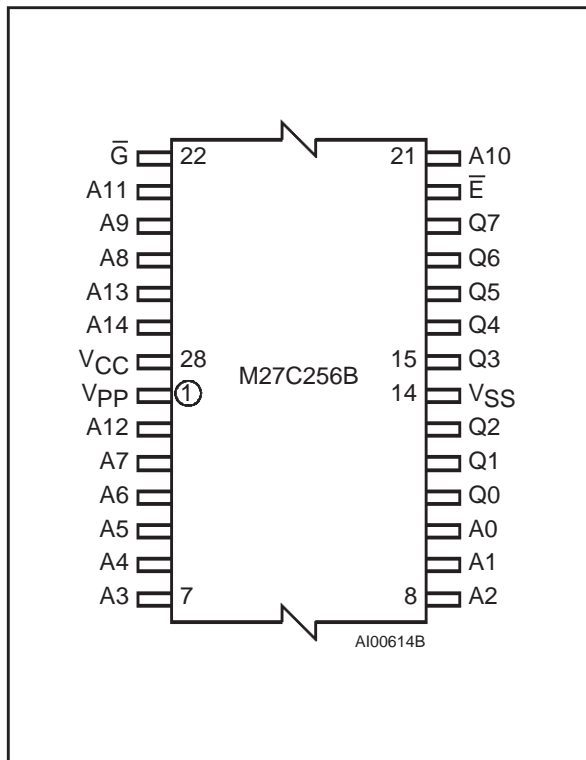 G̅ 22 21 A10
A11 E̅
A9 Q7
A8 Q6
A13 Q5
A14 Q4
VCC 28 15 Q3
M27C256B
VPP 1 14 VSS
A12 Q2
A7 Q1
A6 Q0
A5 A0
A4 A1
A3 7 8 A2
AI00614B